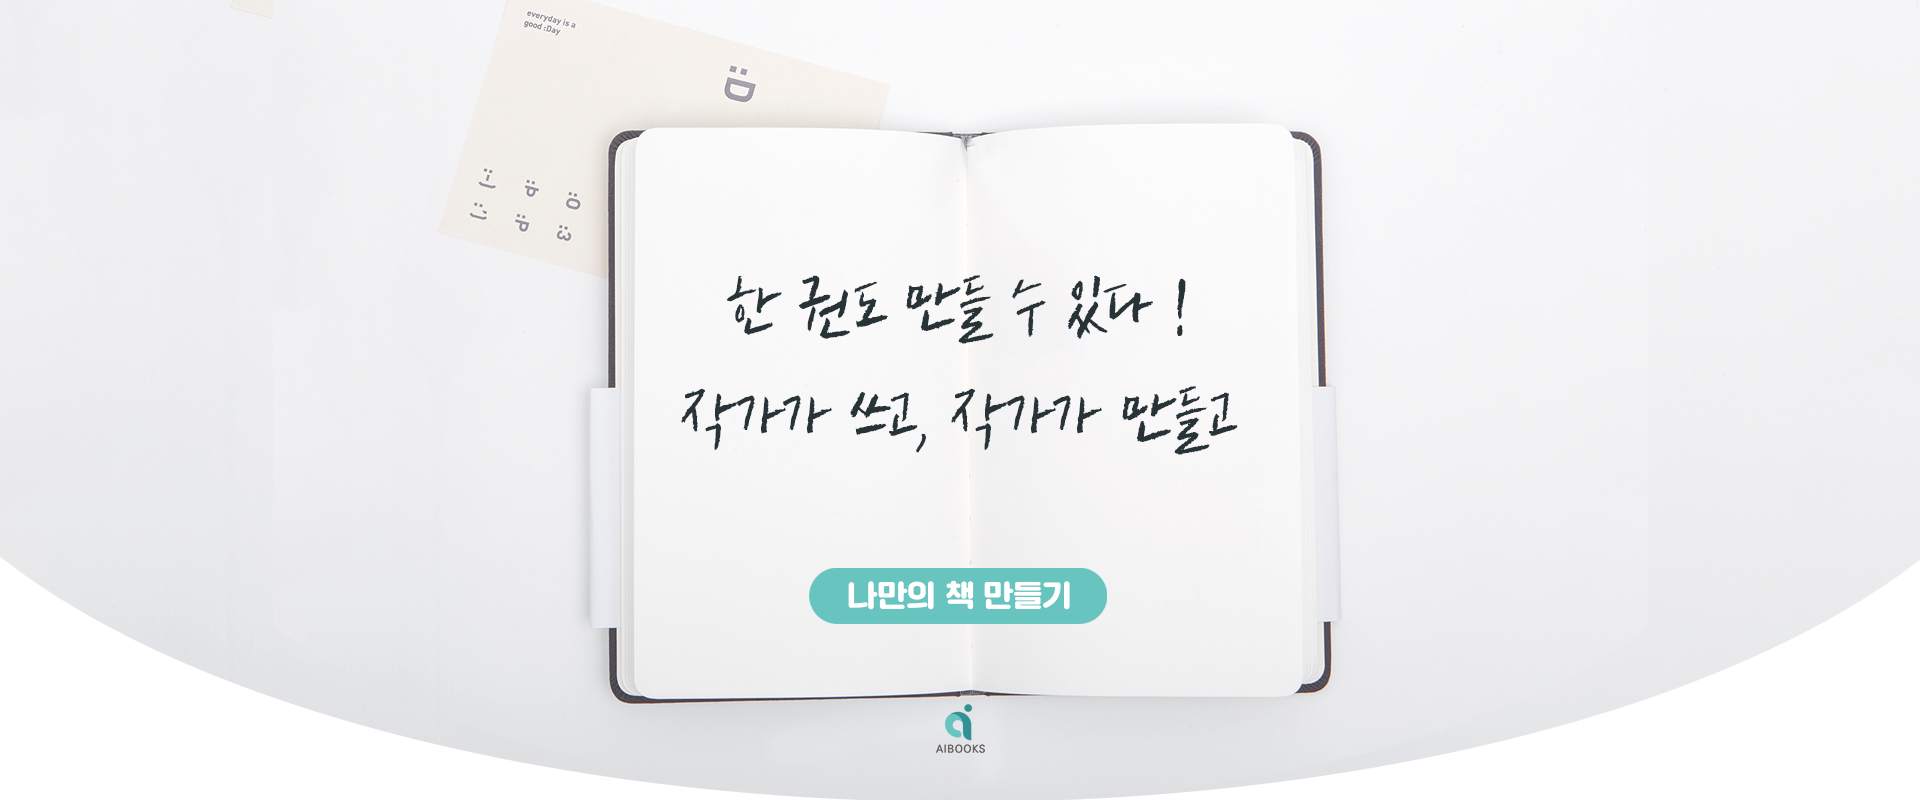 everyday is a
good :Day
:D
한 권도 만들 수 있다 !
작가가 쓰고, 작가가 만들고
나만의 책 만들기
AIBOOKS